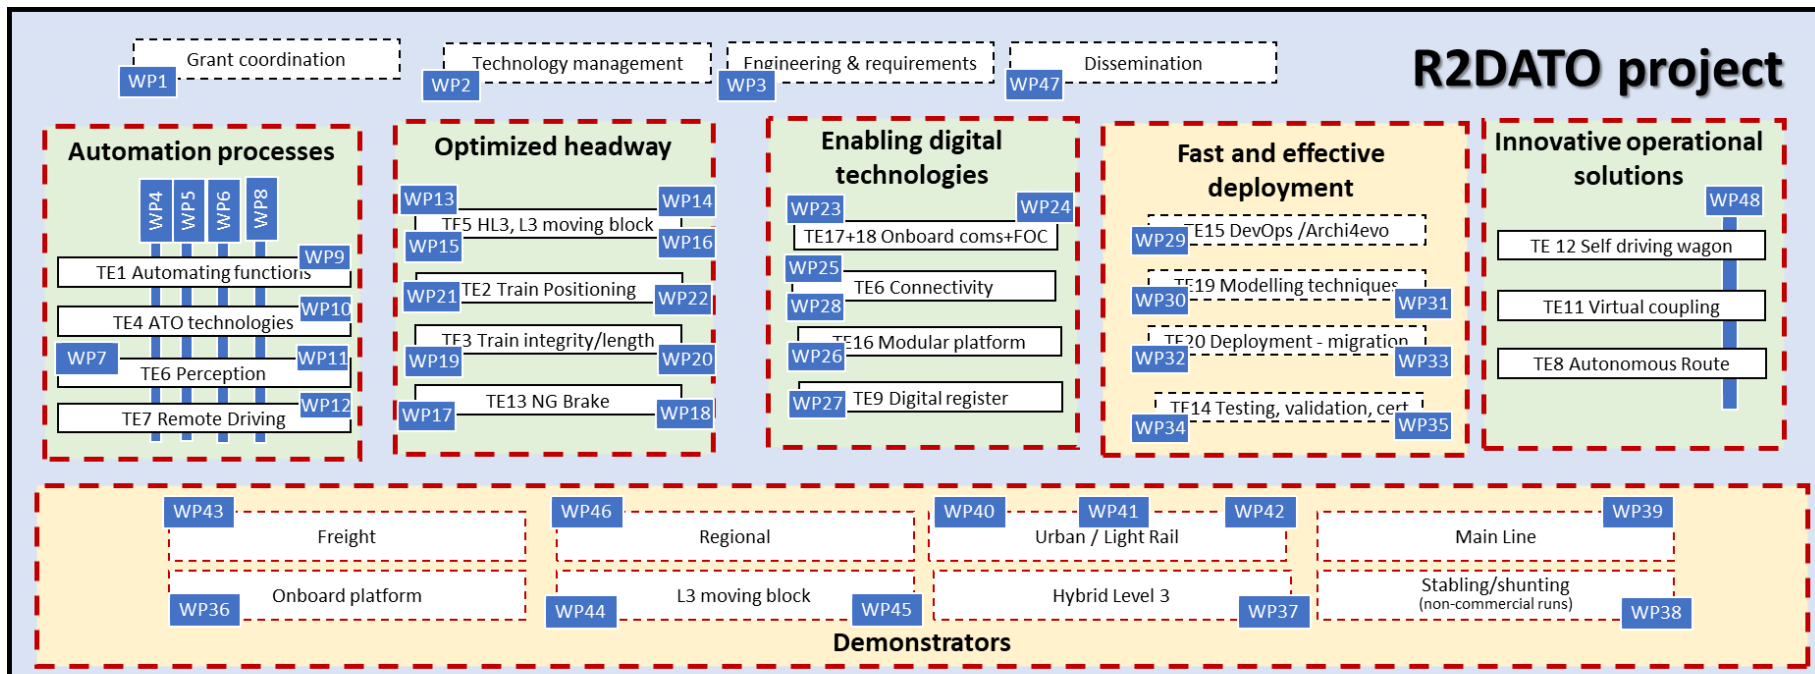 Grant coordination
WP1
Technology management
WP2
Engineering & requirements
WP3
Dissemination
WP47
R2DATO project
Automation processes
WP4
WP5
WP6
WP8
WP9
TE1 Automating functions
WP10
TE4 ATO technologies
WP7
WP11
TE6 Perception
WP12
TE7 Remote Driving
Optimized headway
WP13
WP14
TE5 HL3, L3 moving block
WP15
WP16
TE2 Train Positioning
WP21
WP22
TE3 Train integrity/length
WP19
WP20
TE13 NG Brake
WP17
WP18
Enabling digital
technologies
WP23
WP24
TE17+18 Onboard coms+FOC
WP25
TE6 Connectivity
WP28
TE16 Modular platform
WP26
TE9 Digital register
WP27
Fast and effective
deployment
TE15 DevOps /Archi4evo
WP29
TE19 Modelling techniques
WP30
WP31
TE20 Deployment - migration
WP32
WP33
TE14 Testing, validation, cert
WP34
WP35
Innovative operational
solutions
WP48
TE 12 Self driving wagon
TE11 Virtual coupling
TE8 Autonomous Route
WP43
Freight
WP46
Regional
WP40
WP41
WP42
Urban / Light Rail
WP39
Main Line
Onboard platform
WP36
L3 moving block
WP44
WP45
Hybrid Level 3
WP37
Stabling/shunting
(non-commercial runs)
WP38
Demonstrators